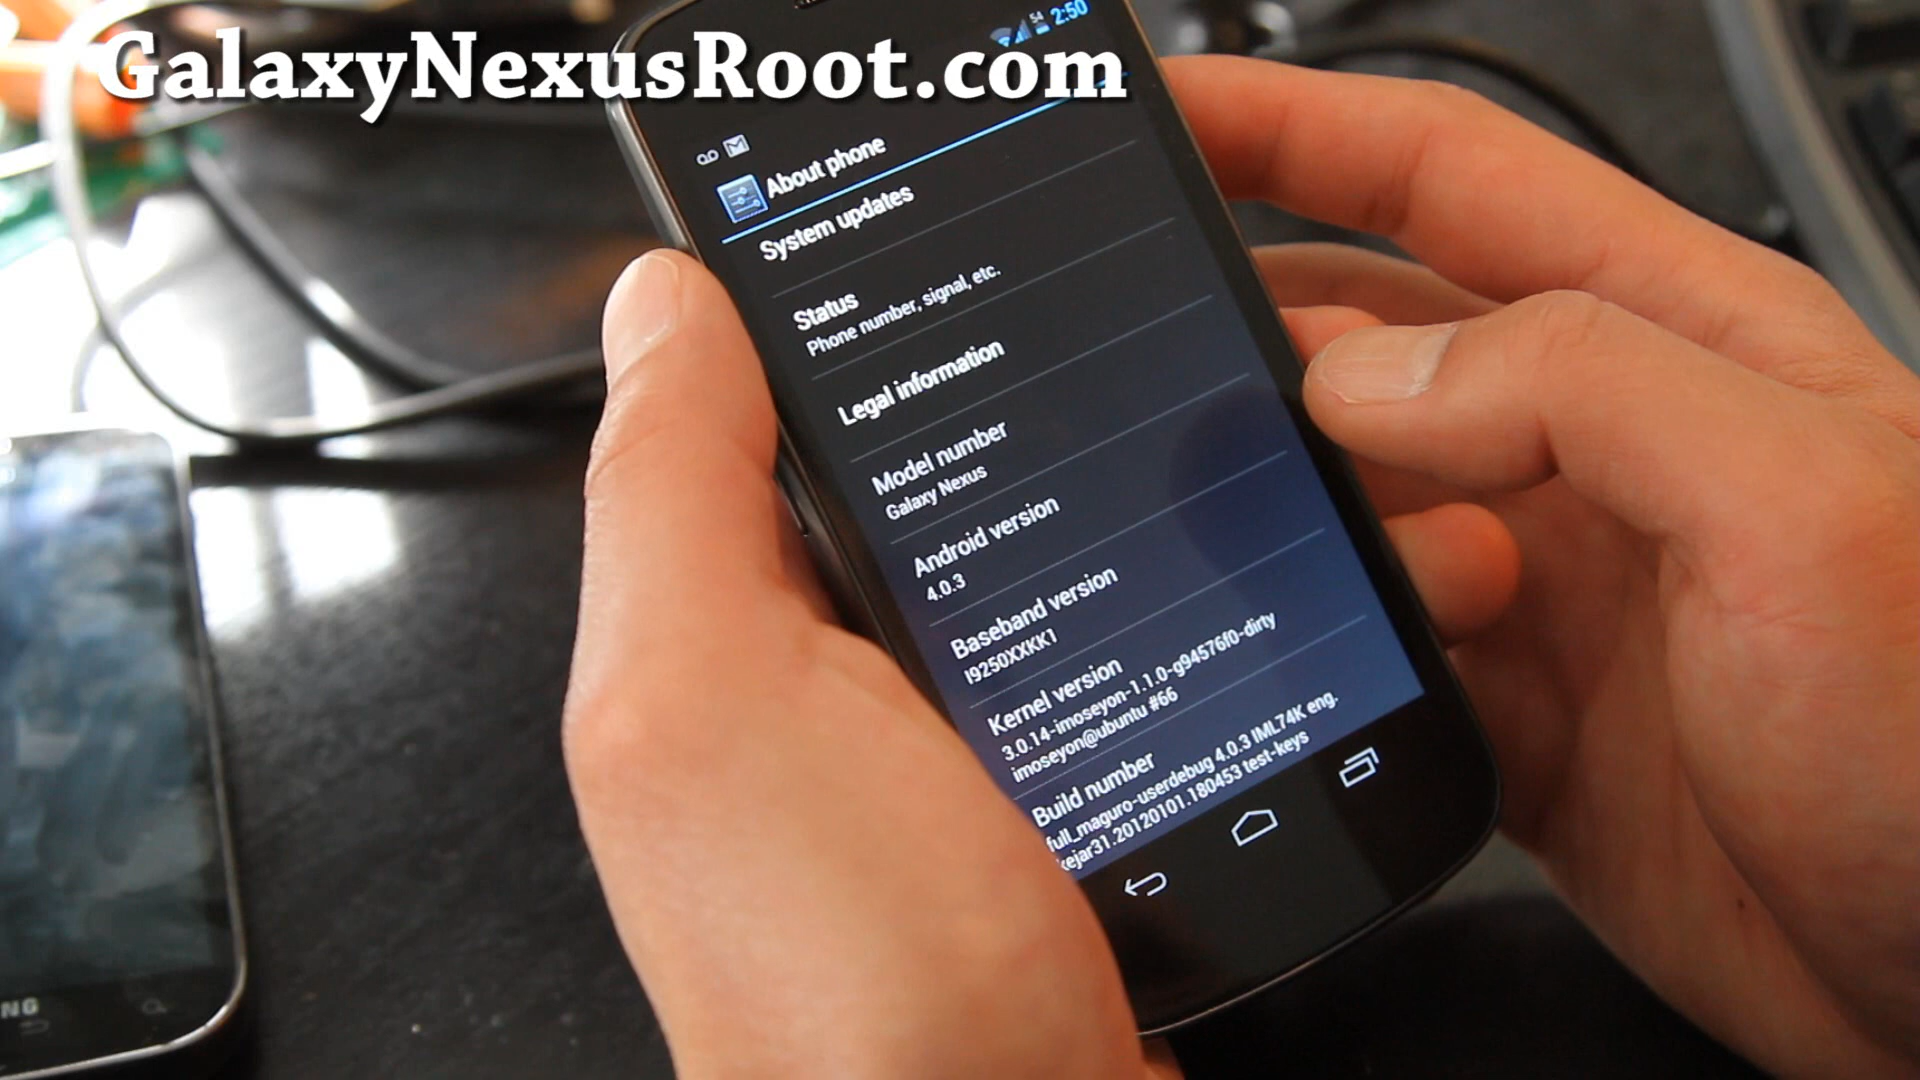 GalaxyNexusRoot.com
54 2:50
About phone
System updates
Status
Phone number, signal, etc.
Legal information
Model number
Galaxy Nexus
Android version
4.0.3
Baseband version
I9250XXKK1
Kernel version
3.0.14-imoseyon-1.1.0-g94576f0-dirty
imoseyon@ubuntu #66
Build number
full_maguro-userdebug 4.0.3 IML74K eng.
kejar31.20120101.180453 test-keys
NG